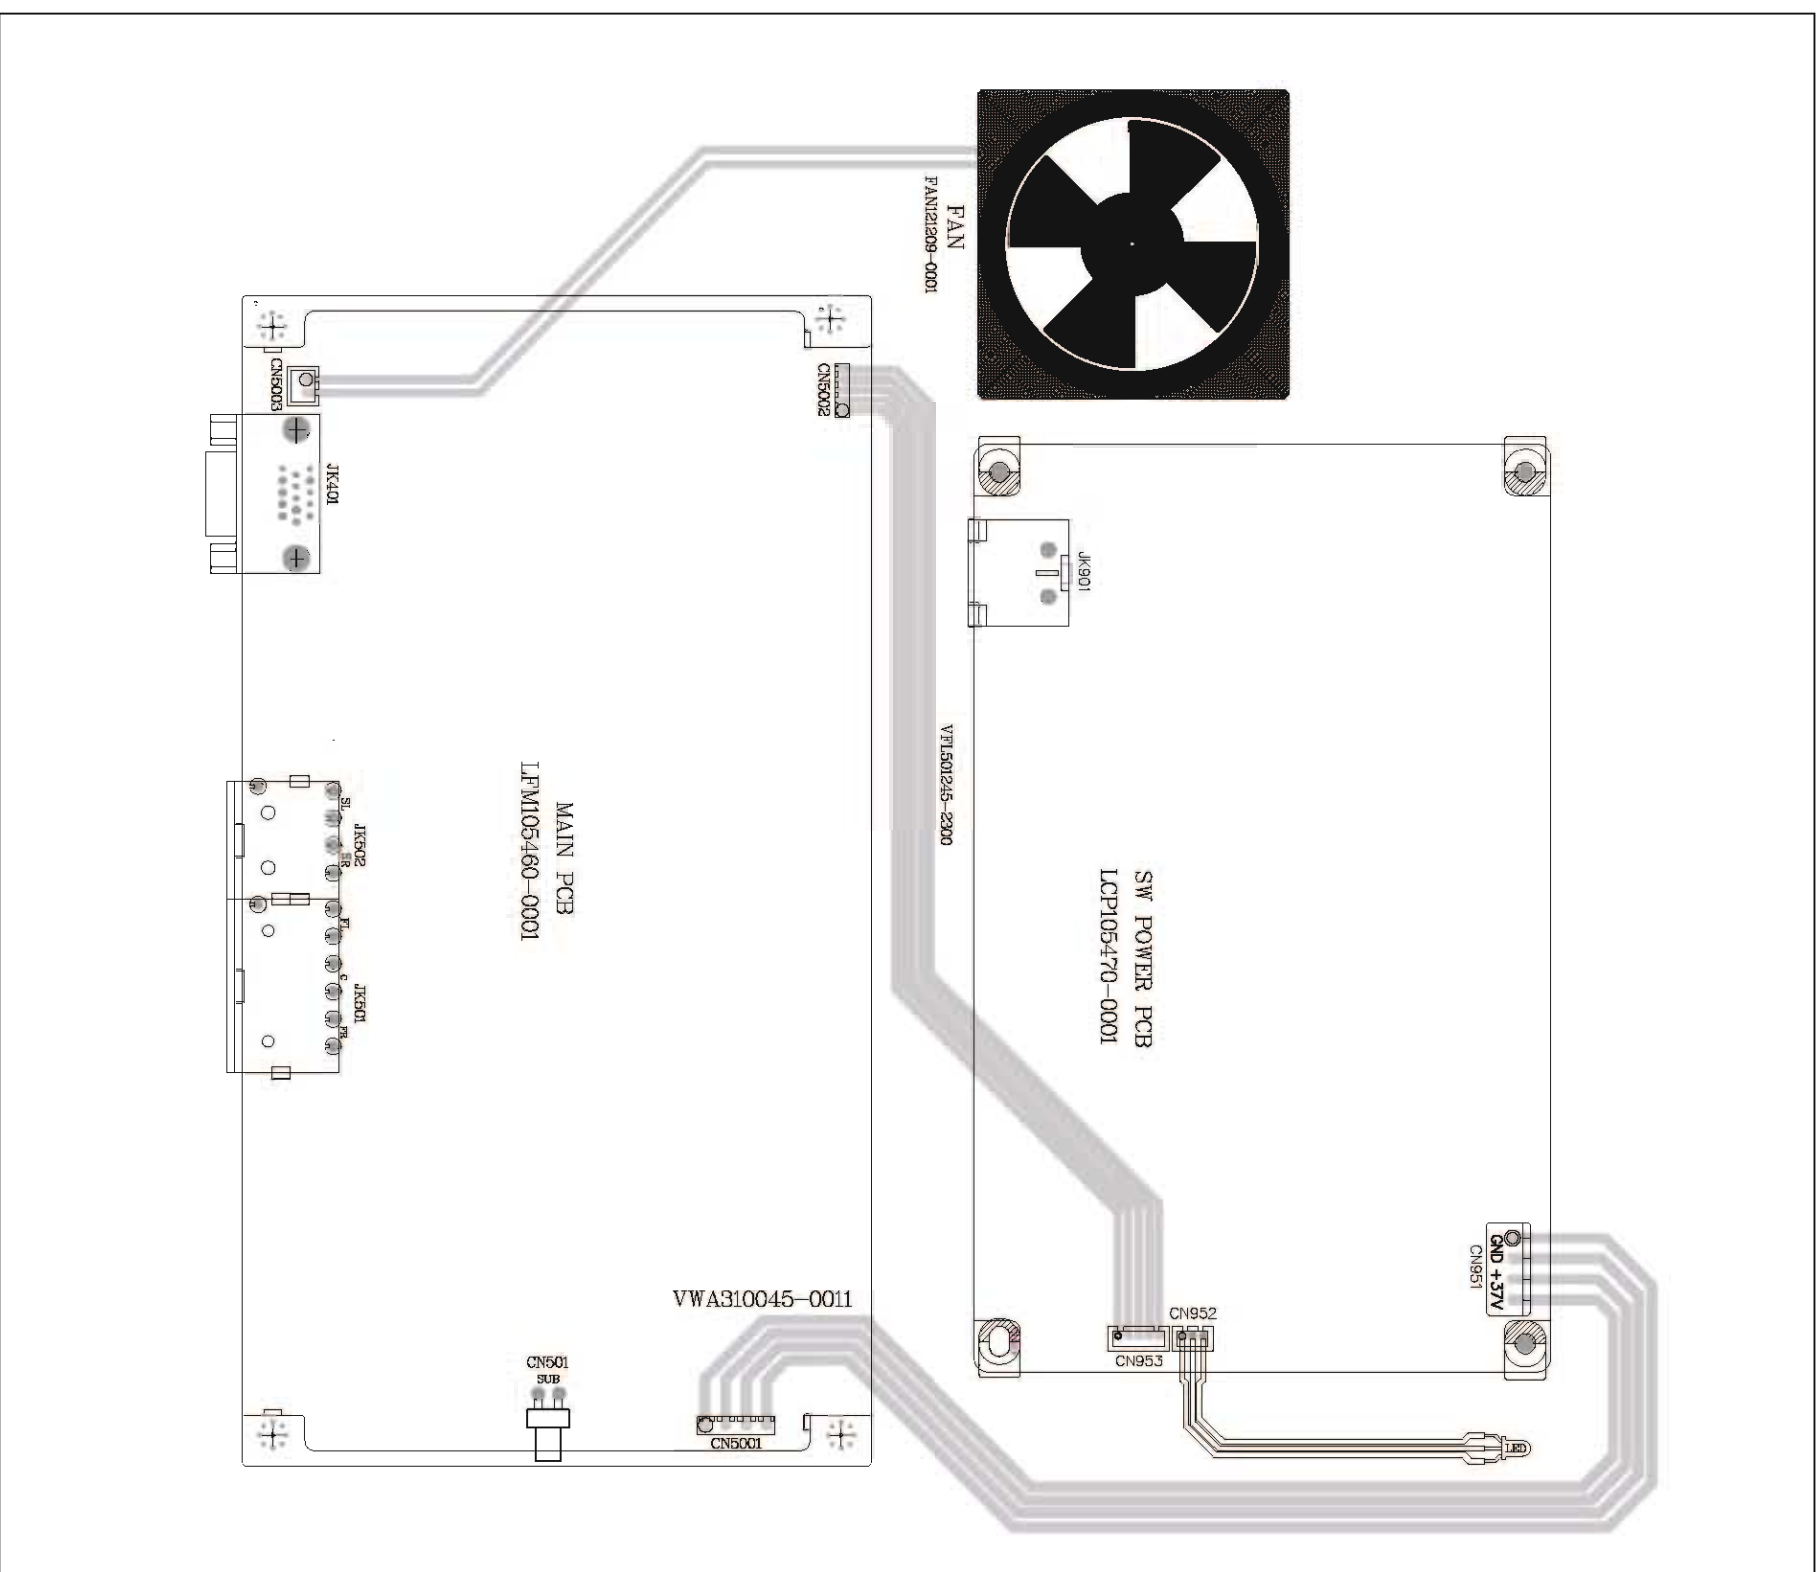 FAN
FAN121209-0001
CN5003
CN5002
JK401
JK901
VFL501245-2300
MAIN PCB
LFM105460-0001
SW POWER PCB
LCP105470-0001
SL
JK502
SR
FL
C
JK501
FR
GND +37V
CN951
VWA310045-0011
CN952
CN953
CN501
SUB
CN5001
LED